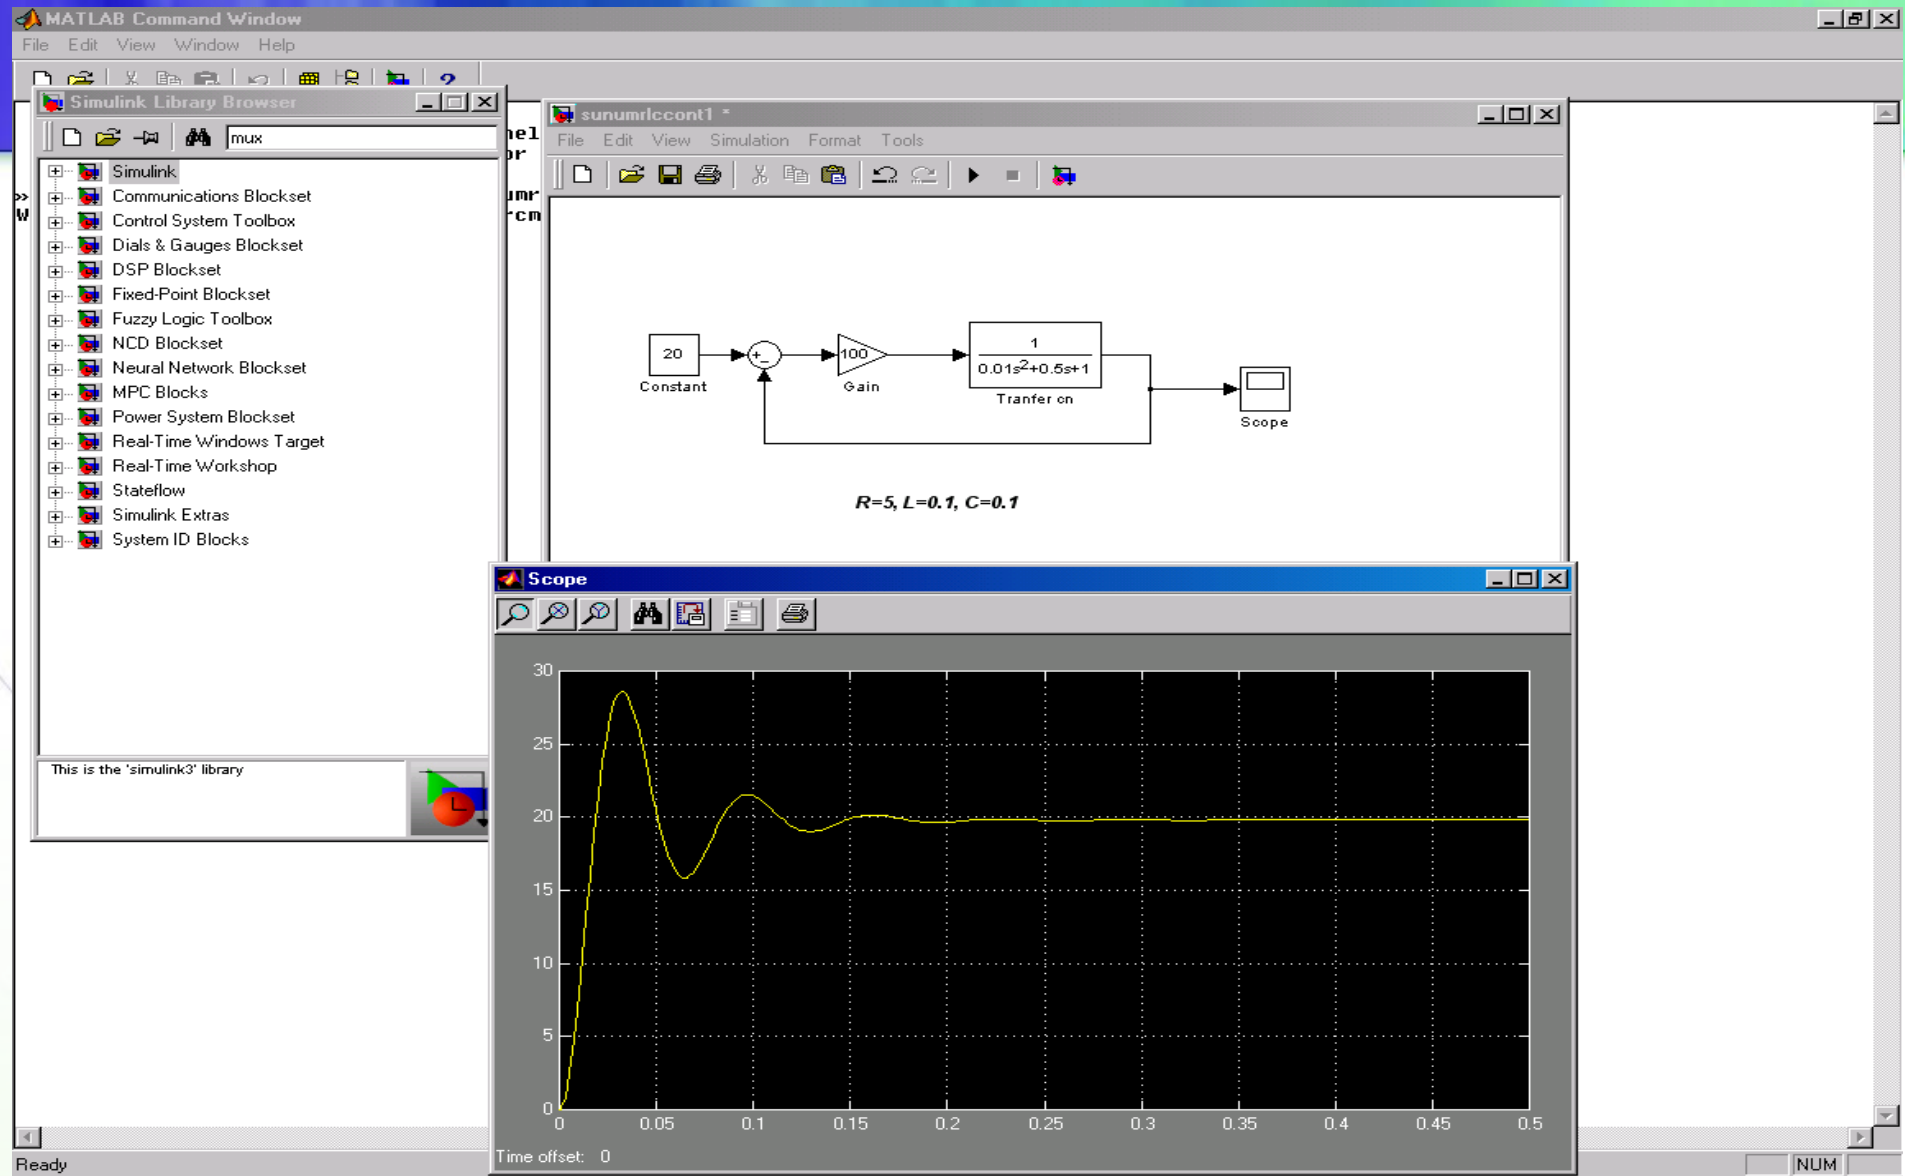 MATLAB Command Window
File Edit View Window Help
Simulink Library Browser
mux
Simulink
Communications Blockset
Control System Toolbox
Dials & Gauges Blockset
DSP Blockset
Fixed-Point Blockset
Fuzzy Logic Toolbox
NCD Blockset
Neural Network Blockset
MPC Blocks
Power System Blockset
Real-Time Windows Target
Real-Time Workshop
Stateflow
Simulink Extras
System ID Blocks
This is the 'simulink3' library
>>
W
nel
or
umr
rcm
sunumrlccont1 *
File Edit View Simulation Format Tools
20
Constant
+
-
100
Gain
1
0.01s²+0.5s+1
Tranfer cn
Scope
R=5, L=0.1, C=0.1
Scope
30
25
20
15
10
5
0
0 0.05 0.1 0.15 0.2 0.25 0.3 0.35 0.4 0.45 0.5
Time offset: 0
Ready
NUM